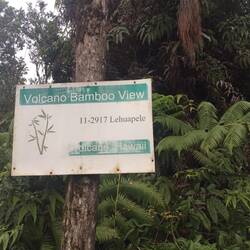 Volcano Bamboo View
11-2917 Lehuapele
Volcano, Hawaii